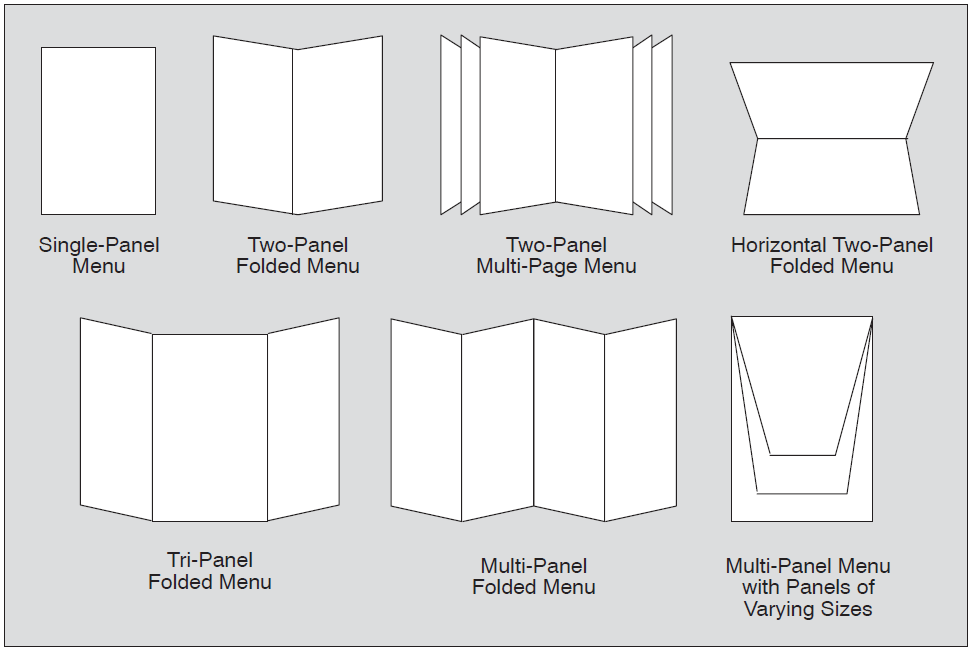 Single-Panel
Menu
Two-Panel
Folded Menu
Two-Panel
Multi-Page Menu
Horizontal Two-Panel
Folded Menu
Tri-Panel
Folded Menu
Multi-Panel
Folded Menu
Multi-Panel Menu
with Panels of
Varying Sizes